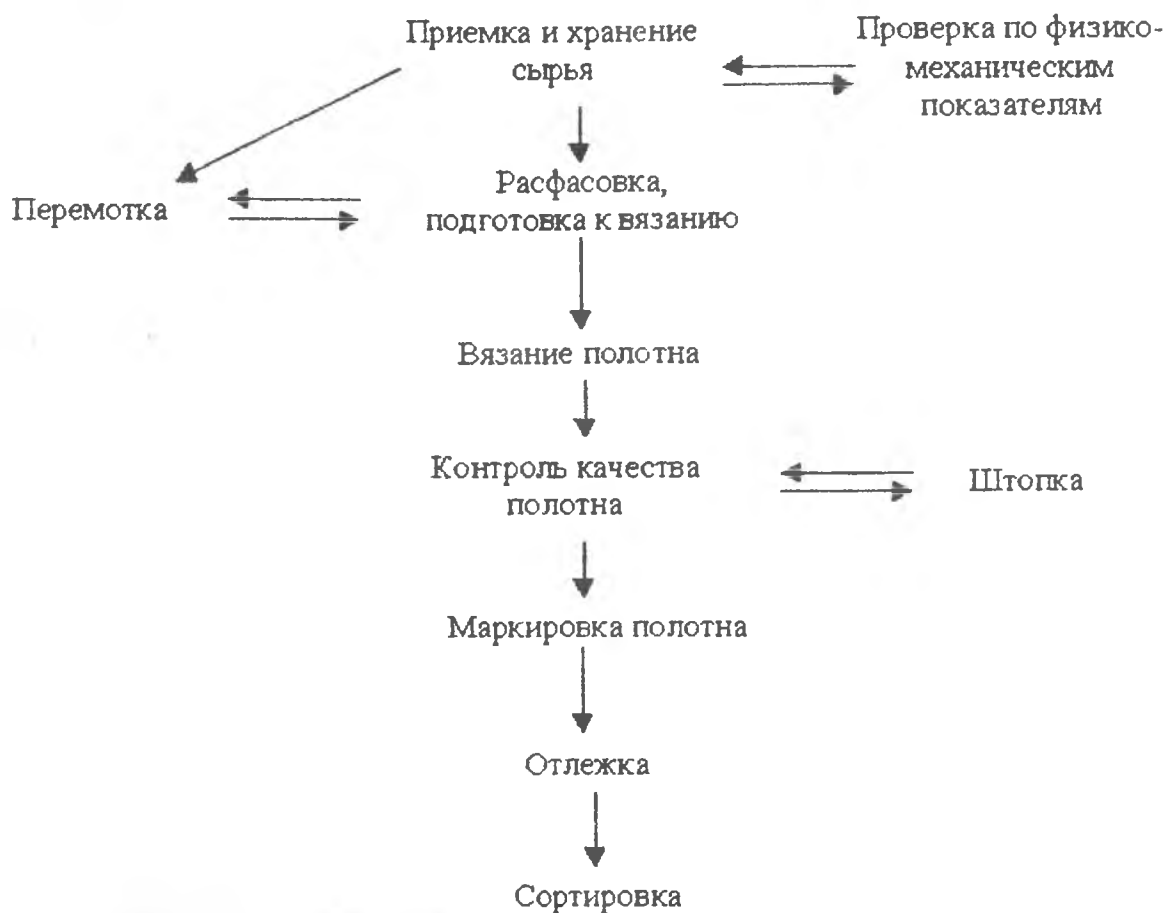 Приемка и хранение
сырья
Проверка по физико-
механическим
показателям
Перемотка
Расфасовка,
подготовка к вязанию
Вязание полотна
Контроль качества
полотна
Штопка
Маркировка полотна
Отлежка
Сортировка